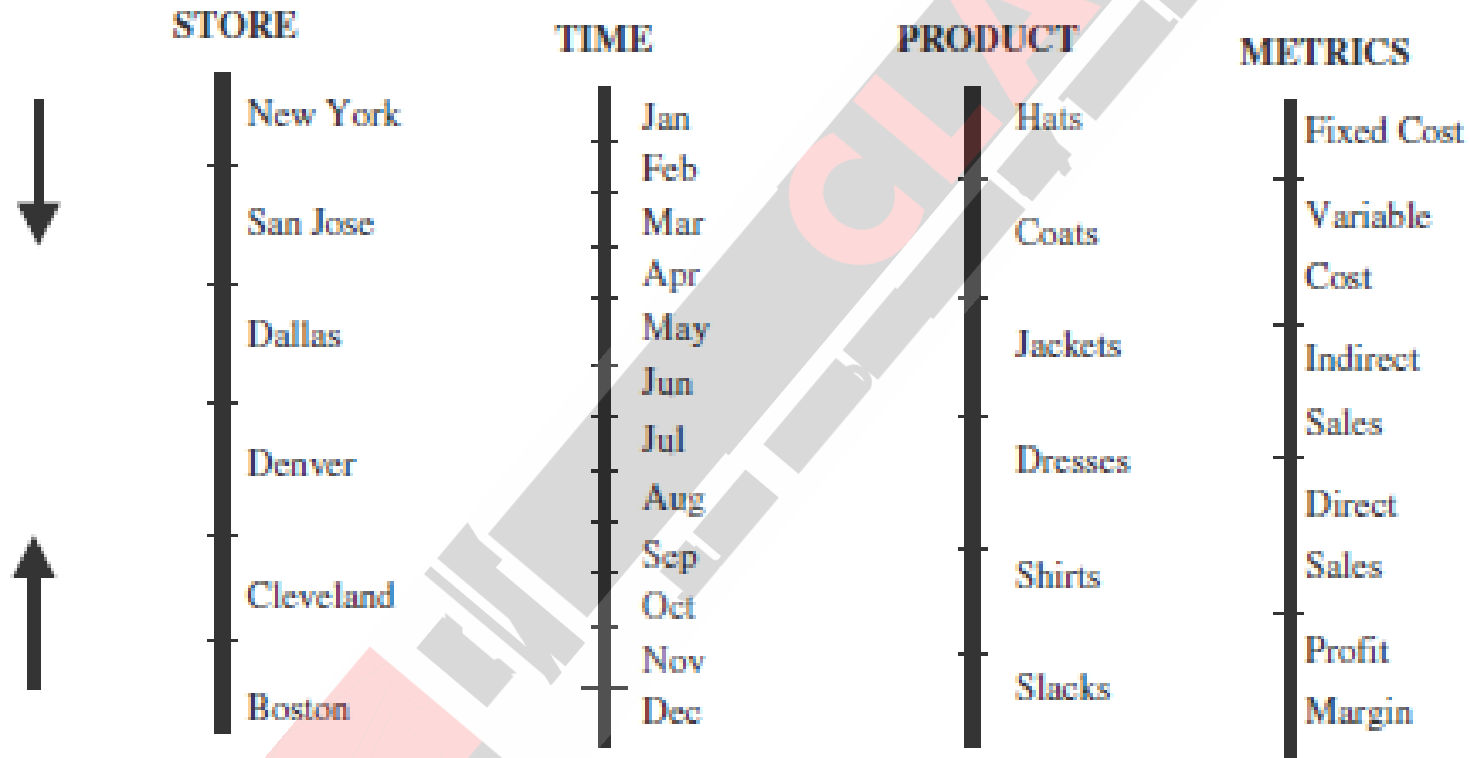 STORE
New York
San Jose
Dallas
Denver
Cleveland
Boston
TIME
Jan
Feb
Mar
Apr
May
Jun
Jul
Aug
Sep
Oct
Nov
Dec
PRODUCT
Hats
Coats
Jackets
Dresses
Shirts
Slacks
METRICS
Fixed Cost
Variable
Cost
Indirect
Sales
Direct
Sales
Profit
Margin